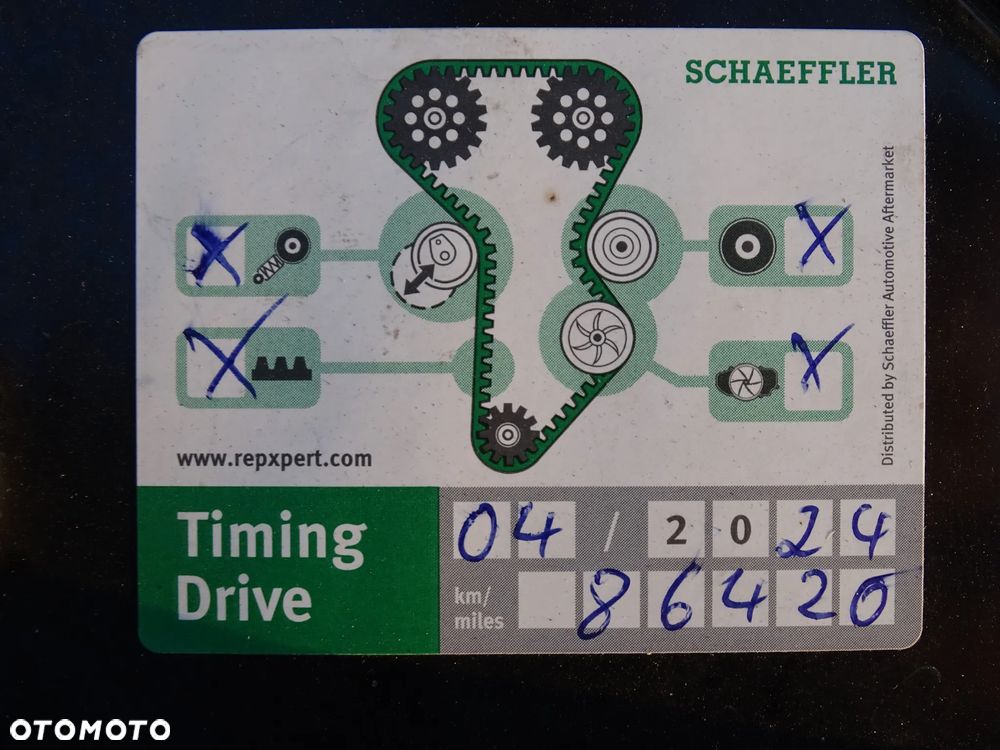 SCHAEFFLER
X
X
X
X
Distributed by Schaeffler Automotive Aftermarket
www.repxpert.com
Timing
Drive
04 / 2024
km/
miles
86420
OTOMOTO